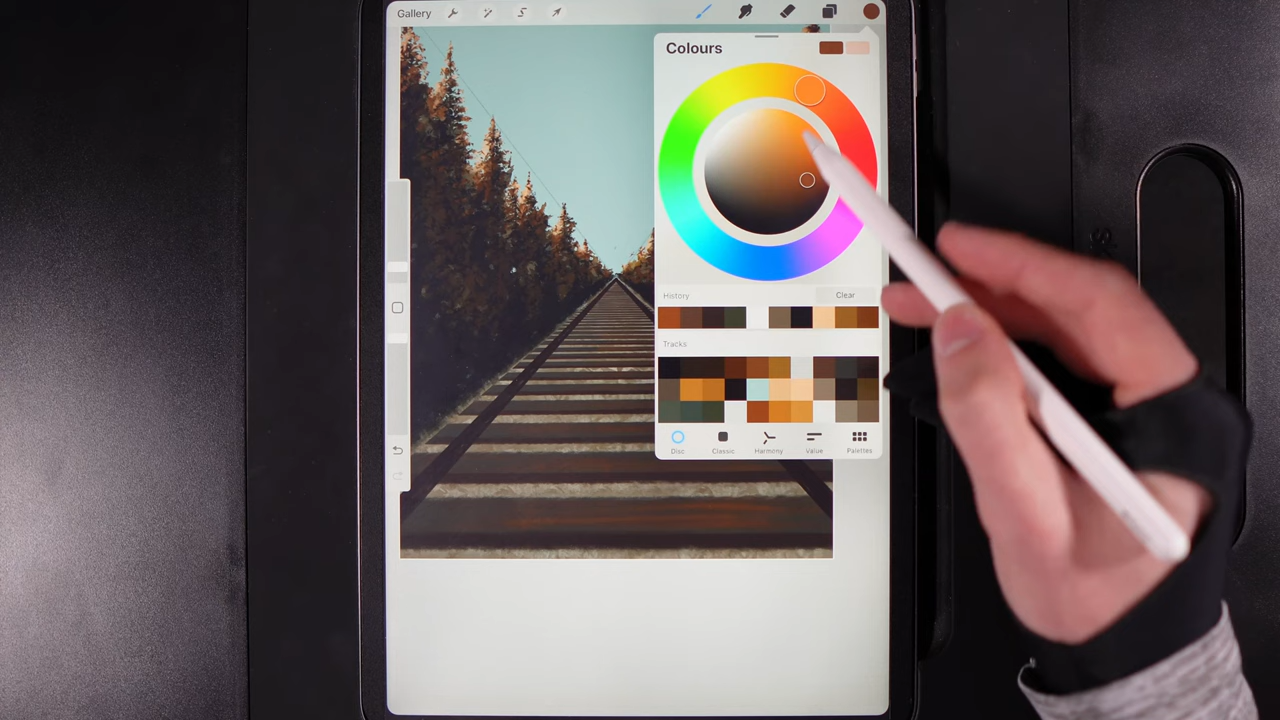 Gallery
Colours
History
Clear
Tracks
Disc
Classic
Harmony
Value
Palettes